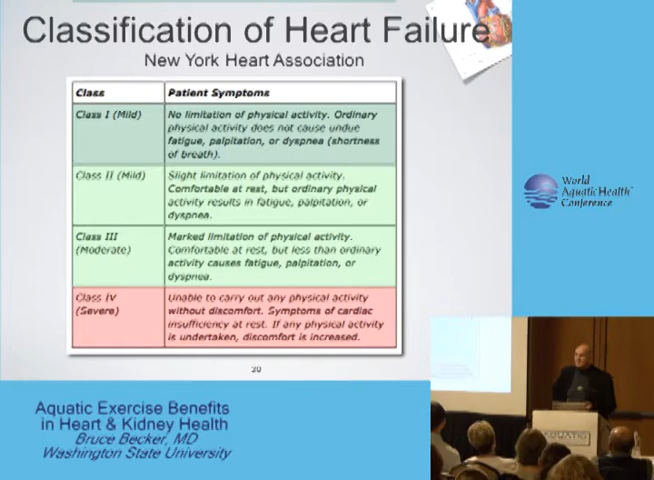 Classification of Heart Failure
New York Heart Association
Class Patient Symptoms
Class I (Mild) No limitation of physical activity. Ordinary
physical activity does not cause undue
fatigue, palpitation, or dyspnea (shortness
of breath).
Class II (Mild) Slight limitation of physical activity.
Comfortable at rest, but ordinary physical
activity results in fatigue, palpitation, or
dyspnea.
Class III Marked limitation of physical activity.
(Moderate) Comfortable at rest, but less than ordinary
activity causes fatigue, palpitation, or
dyspnea.
Class IV Unable to carry out any physical activity
(Severe) without discomfort. Symptoms of cardiac
insufficiency at rest. If any physical activity
is undertaken, discomfort is increased.
20
World
Aquatic Health™
Conference
Aquatic Exercise Benefits
in Heart & Kidney Health
Bruce Becker, MD
Washington State University
AQUATIC